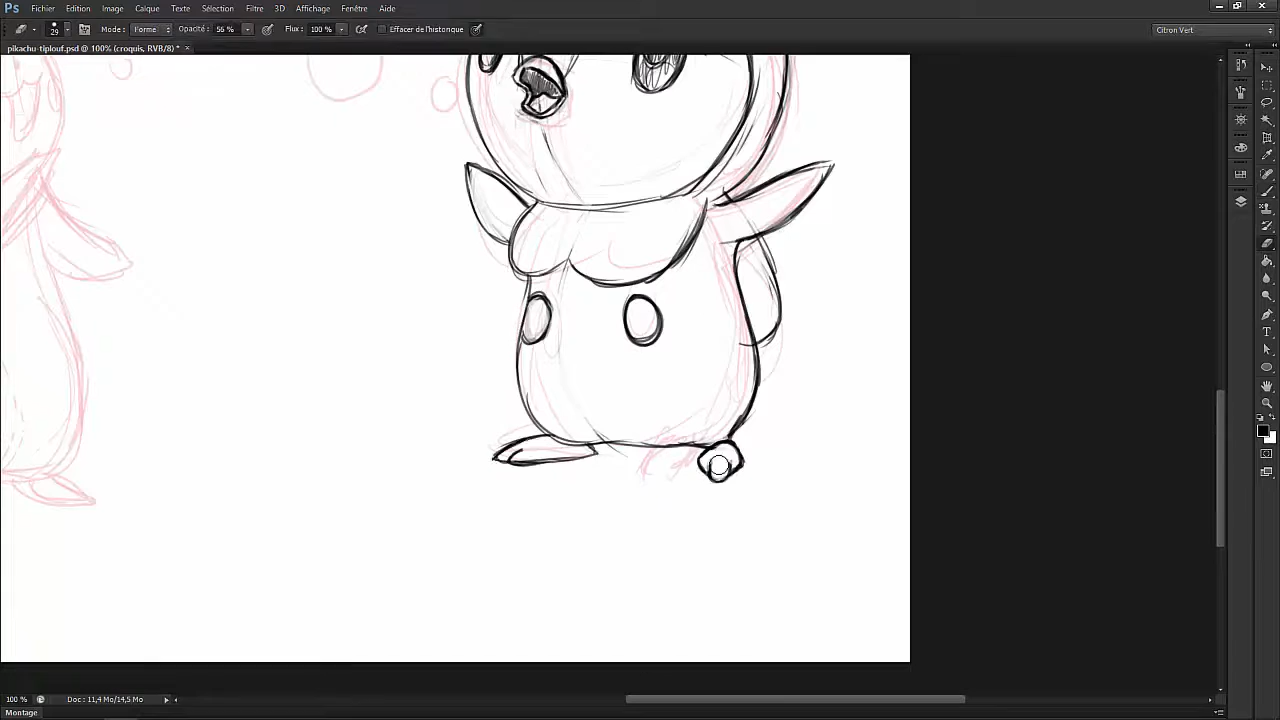 Ps Fichier Edition Image Calque Texte Sélection Filtre 3D Affichage Fenêtre Aide
29 Mode : Forme Opacité : 56 % Flux : 100 % Effacer de l'historique Citron Vert
pikachu-tiplouf.psd @ 100% (croquis, RVB/8) * ×
100 % Doc : 11,4 Mo/14,5 Mo
Montage